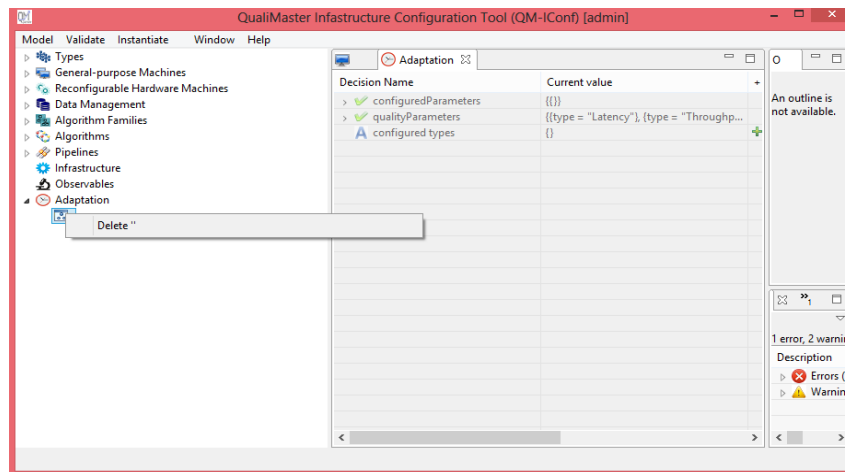 QM
QualiMaster Infastructure Configuration Tool (QM-IConf) [admin]
Model Validate Instantiate Window Help
Types
General-purpose Machines
Reconfigurable Hardware Machines
Data Management
Algorithm Families
Algorithms
Pipelines
Infrastructure
Observables
Adaptation
Delete ''
Adaptation
Decision Name Current value
configuredParameters {{}}
qualityParameters {{type = "Latency"}, {type = "Throughp...
configured types {}
O
An outline is
not available.
1
1 error, 2 warnin
Description
Errors (
Warnin